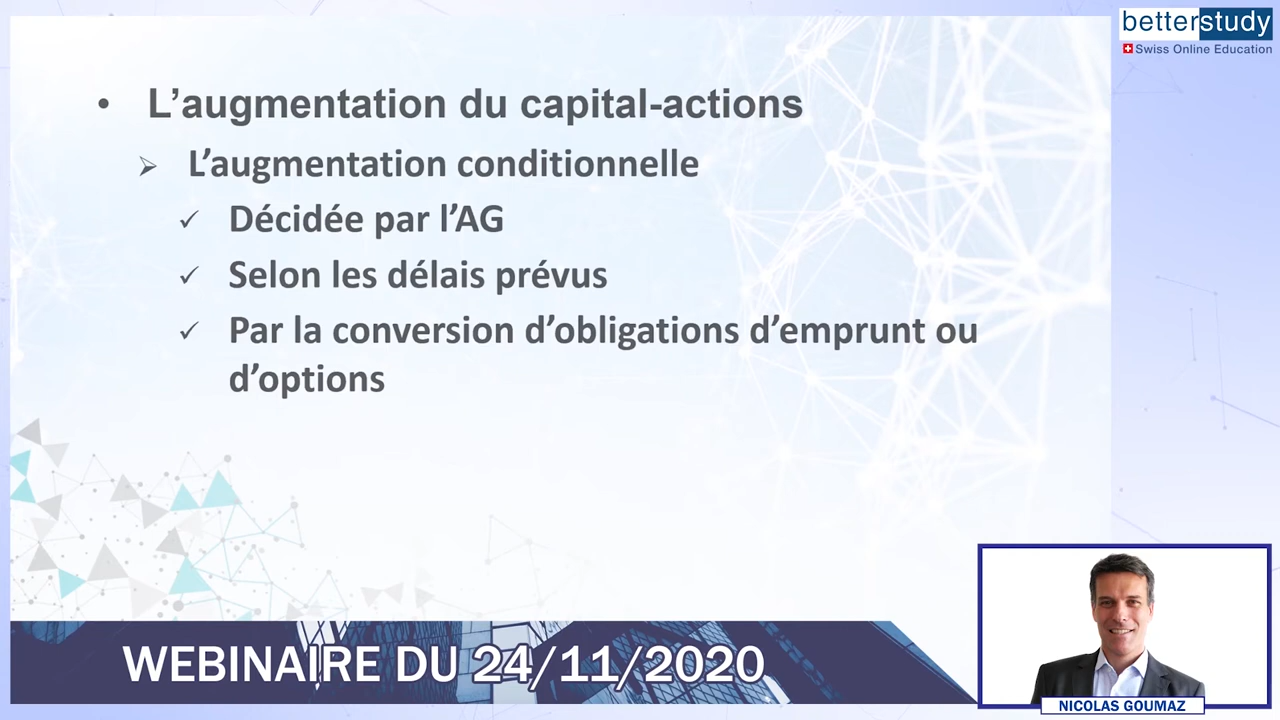 betterstudy
Swiss Online Education
• L’augmentation du capital-actions
➢ L’augmentation conditionnelle
✓ Décidée par l’AG
✓ Selon les délais prévus
✓ Par la conversion d’obligations d’emprunt ou
d’options
WEBINAIRE DU 24/11/2020
NICOLAS GOUMAZ